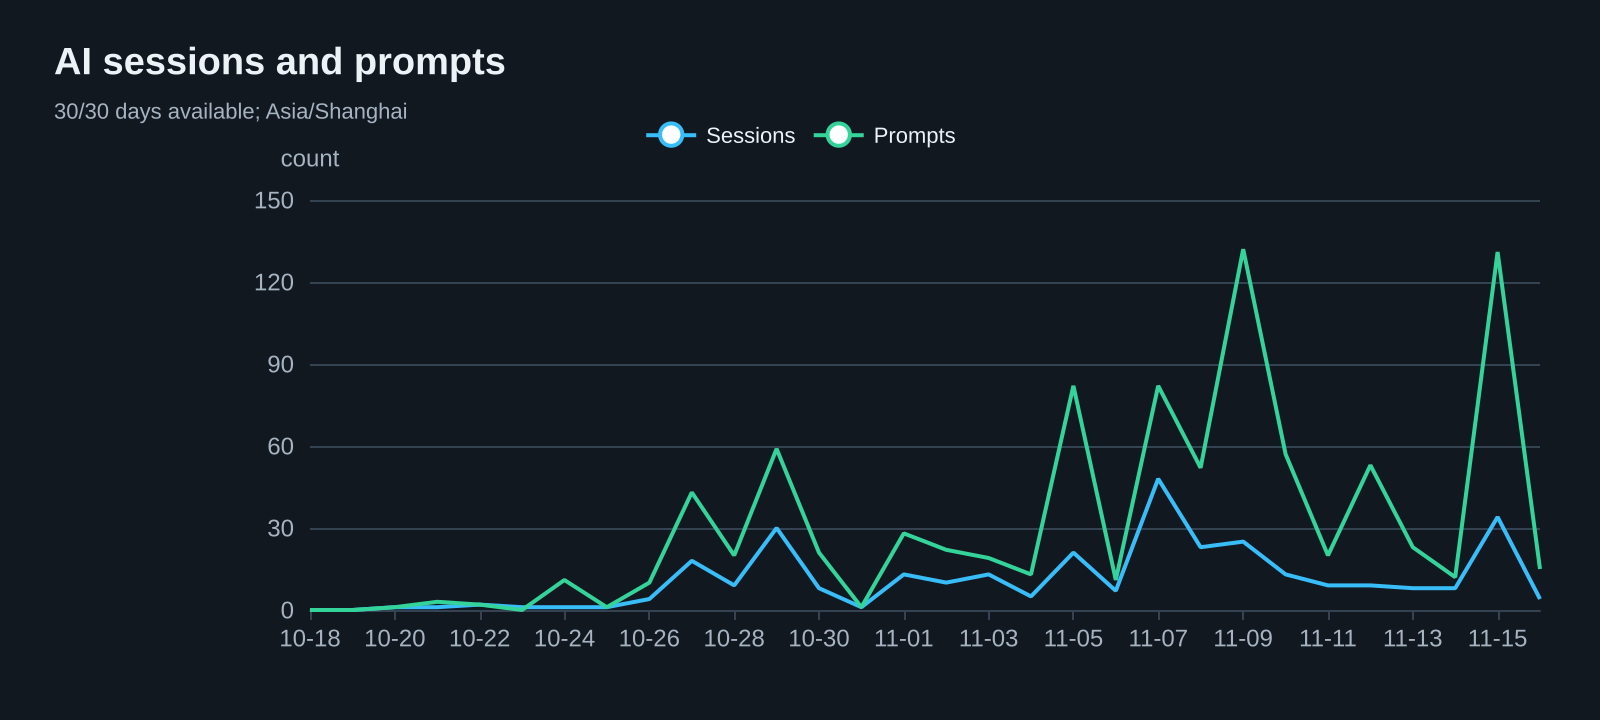 AI sessions and prompts
30/30 days available; Asia/Shanghai
Sessions Prompts
count
150
120
90
60
30
0
10-18 10-20 10-22 10-24 10-26 10-28 10-30 11-01 11-03 11-05 11-07 11-09 11-11 11-13 11-15